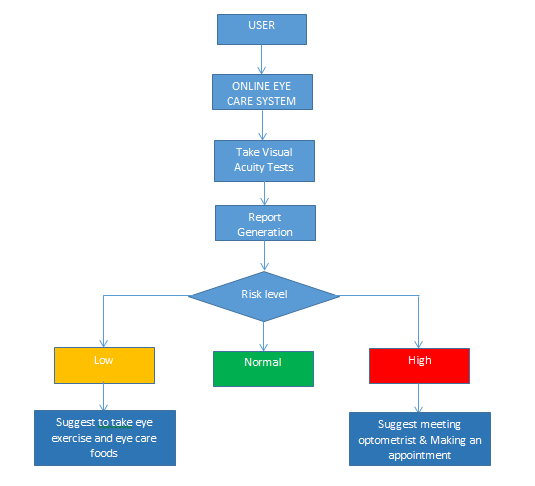 USER
ONLINE EYE
CARE SYSTEM
Take Visual
Acuity Tests
Report
Generation
Risk level
Low
Normal
High
Suggest to take eye
exercise and eye care
foods
Suggest meeting
optometrist & Making an
appointment